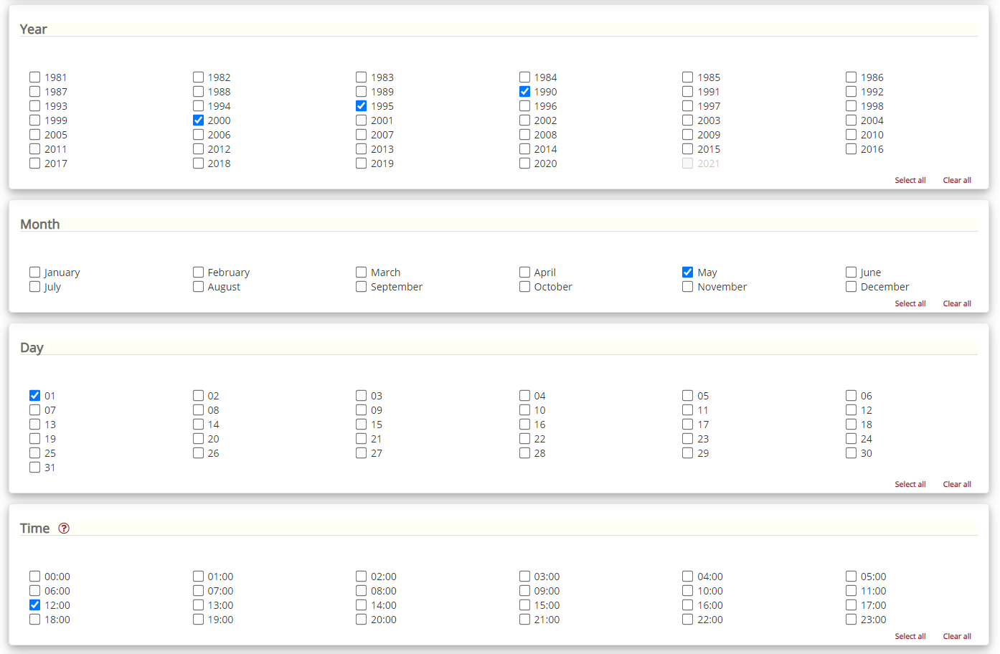 Year
1981 1982 1983 1984 1985 1986
1987 1988 1989 1990 1991 1992
1993 1994 1995 1996 1997 1998
1999 2000 2001 2002 2003 2004
2005 2006 2007 2008 2009 2010
2011 2012 2013 2014 2015 2016
2017 2018 2019 2020 2021
Select all Clear all
Month
January February March April May June
July August September October November December
Select all Clear all
Day
01 02 03 04 05 06
07 08 09 10 11 12
13 14 15 16 17 18
19 20 21 22 23 24
25 26 27 28 29 30
31
Select all Clear all
Time ?
00:00 01:00 02:00 03:00 04:00 05:00
06:00 07:00 08:00 09:00 10:00 11:00
12:00 13:00 14:00 15:00 16:00 17:00
18:00 19:00 20:00 21:00 22:00 23:00
Select all Clear all